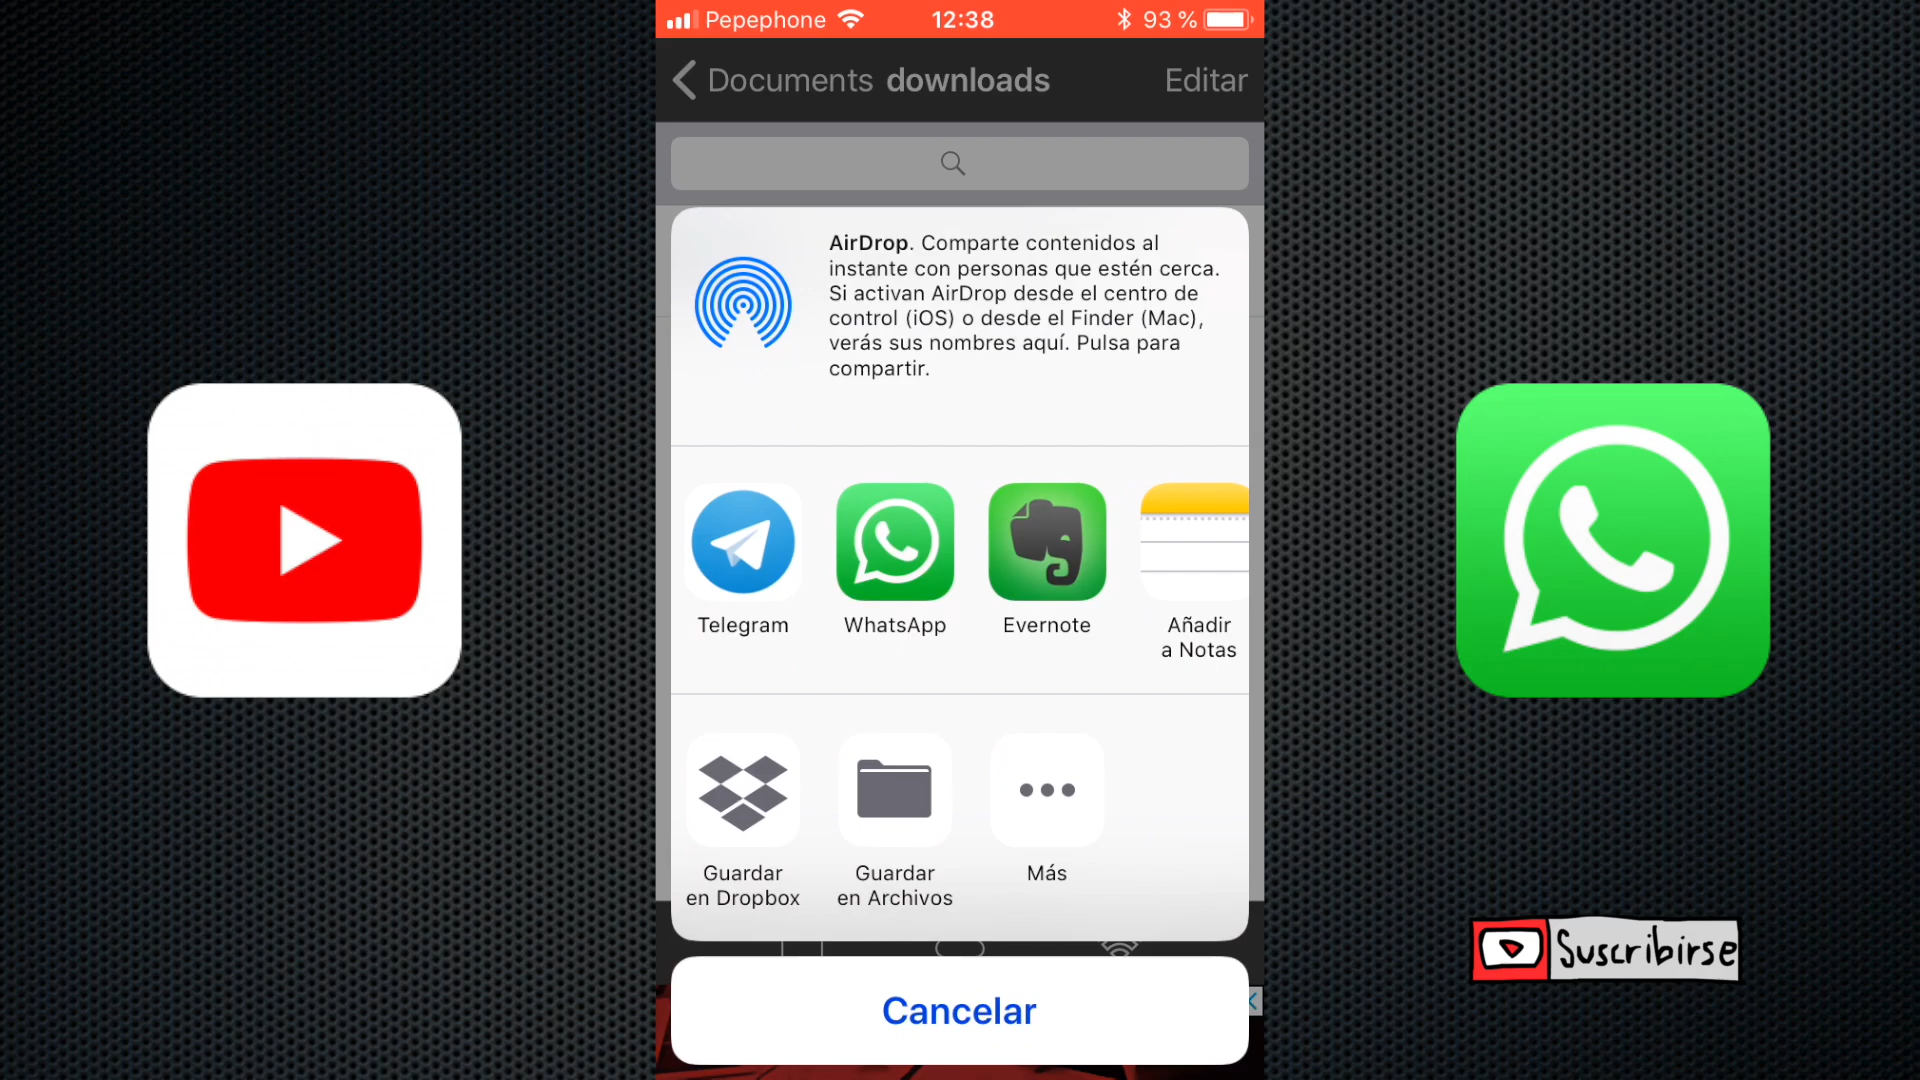 Pepephone 12:38 93 %
Documents downloads Editar
AirDrop. Comparte contenidos al
instante con personas que estén cerca.
Si activan AirDrop desde el centro de
control (iOS) o desde el Finder (Mac),
verás sus nombres aquí. Pulsa para
compartir.
Telegram WhatsApp Evernote Añadir
a Notas
Guardar
en Dropbox
Guardar
en Archivos
Más
Suscribirse
Cancelar